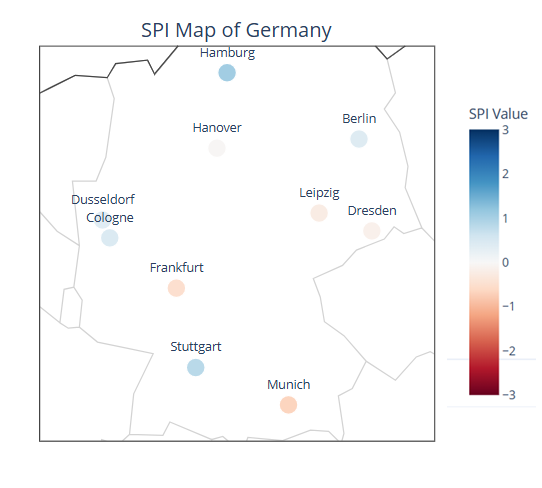 SPI Map of Germany
Hamburg
Berlin
Hanover
Leipzig
Dusseldorf
Dresden
Cologne
Frankfurt
Stuttgart
Munich
SPI Value
3
2
1
0
−1
−2
−3